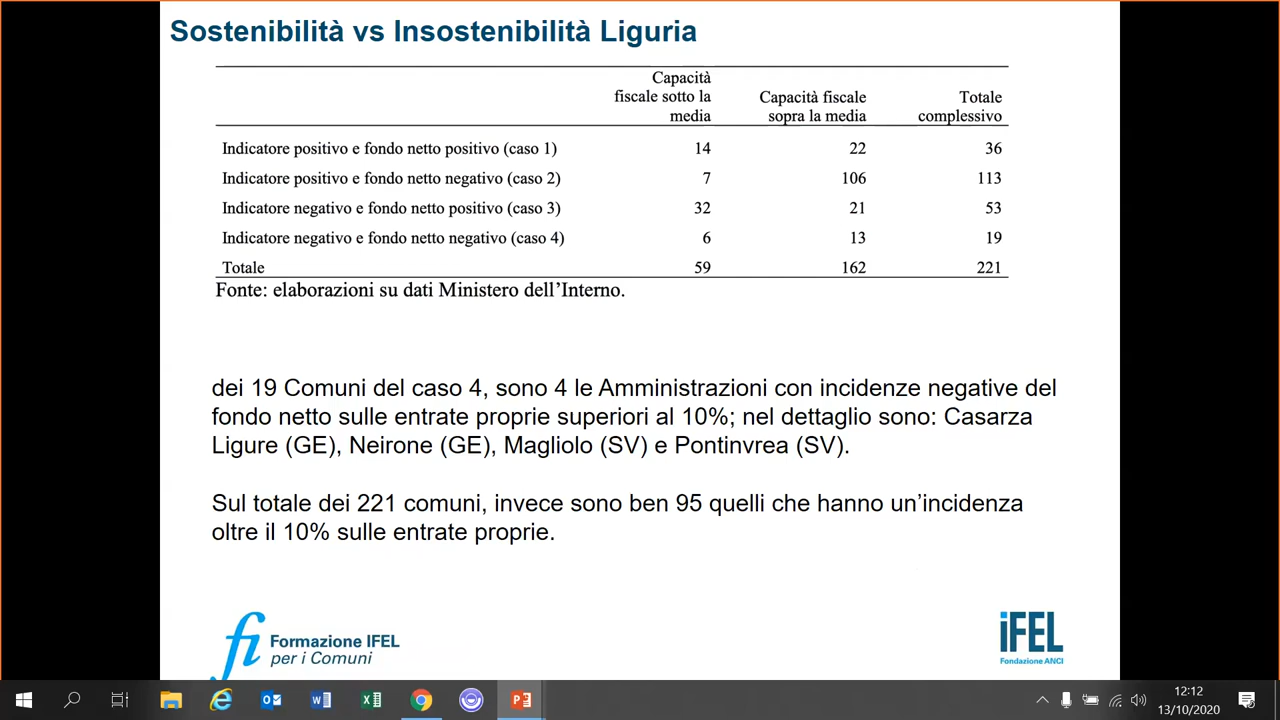 Sostenibilità vs Insostenibilità Liguria
Capacità fiscale sotto la media Capacità fiscale sopra la media Totale complessivo
Indicatore positivo e fondo netto positivo (caso 1) 14 22 36
Indicatore positivo e fondo netto negativo (caso 2) 7 106 113
Indicatore negativo e fondo netto positivo (caso 3) 32 21 53
Indicatore negativo e fondo netto negativo (caso 4) 6 13 19
Totale 59 162 221
Fonte: elaborazioni su dati Ministero dell’Interno.
dei 19 Comuni del caso 4, sono 4 le Amministrazioni con incidenze negative del
fondo netto sulle entrate proprie superiori al 10%; nel dettaglio sono: Casarza
Ligure (GE), Neirone (GE), Magliolo (SV) e Pontinvrea (SV).
Sul totale dei 221 comuni, invece sono ben 95 quelli che hanno un’incidenza
oltre il 10% sulle entrate proprie.
fi Formazione IFEL
per i Comuni
iFEL
Fondazione ANCI
12:12
13/10/2020